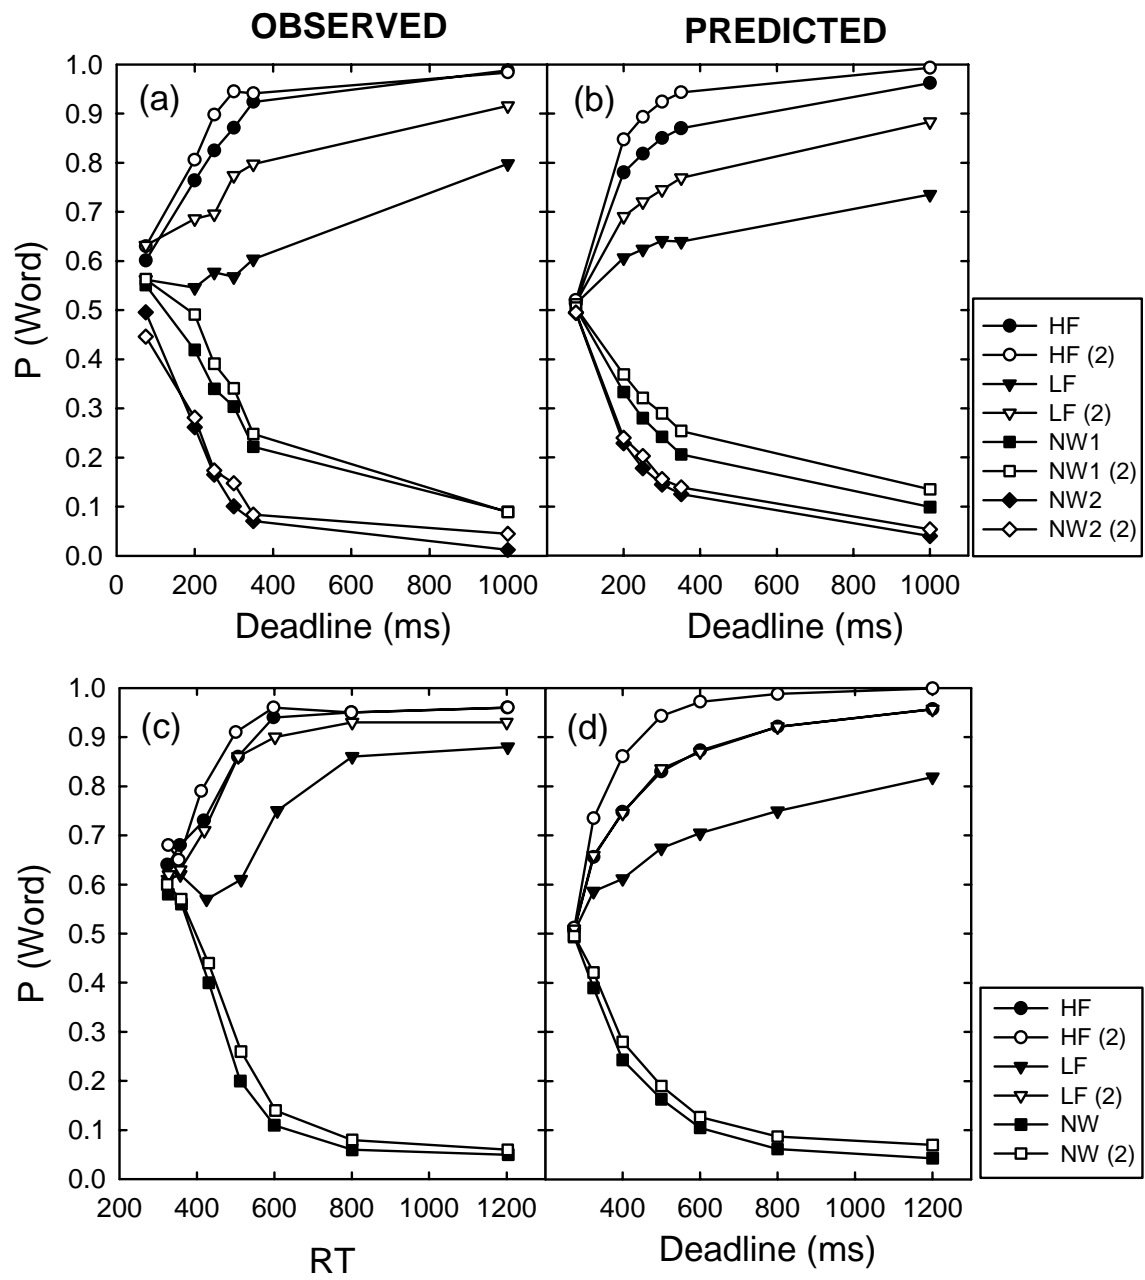 OBSERVED PREDICTED
(a) (b)
1.0
0.9
0.8
0.7
0.6
0.5
0.4
0.3
0.2
0.1
0.0
P (Word)
0 200 400 600 800 1000 200 400 600 800 1000
Deadline (ms) Deadline (ms)
HF
HF (2)
LF
LF (2)
NW1
NW1 (2)
NW2
NW2 (2)
(c) (d)
1.0
0.9
0.8
0.7
0.6
0.5
0.4
0.3
0.2
0.1
0.0
P (Word)
200 400 600 800 1000 1200 400 600 800 1000 1200
RT Deadline (ms)
HF
HF (2)
LF
LF (2)
NW
NW (2)